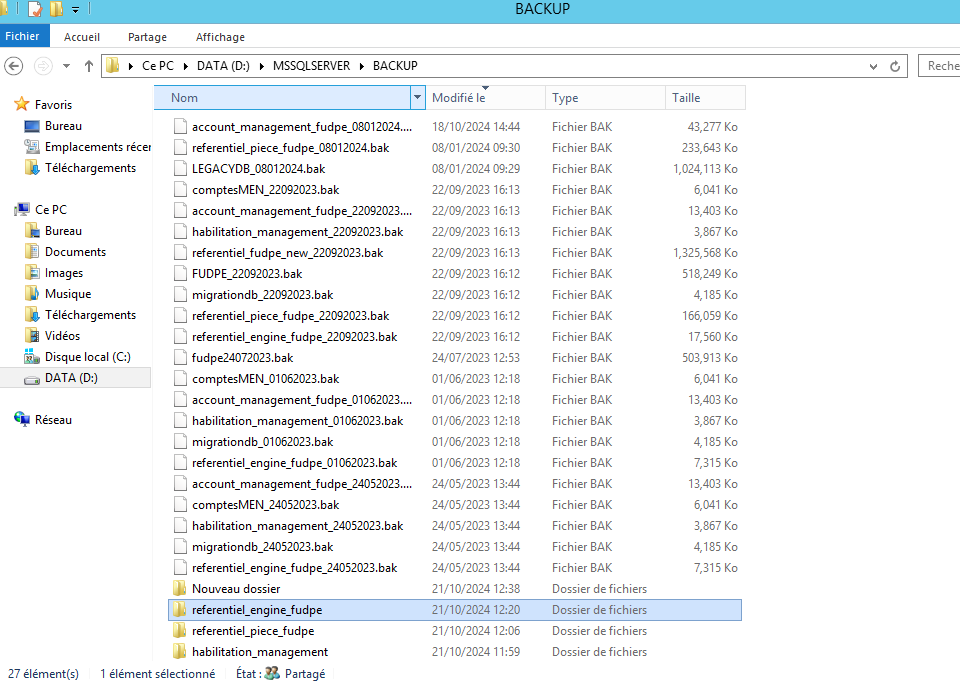 BACKUP
Fichier Accueil Partage Affichage
Ce PC DATA (D:) MSSQLSERVER BACKUP Reche
Favoris
Bureau
Emplacements récer
Téléchargements
Ce PC
Bureau
Documents
Images
Musique
Téléchargements
Vidéos
Disque local (C:)
DATA (D:)
Réseau
Nom Modifié le Type Taille
account_management_fudpe_08012024.... 18/10/2024 14:44 Fichier BAK 43,277 Ko
referentiel_piece_fudpe_08012024.bak 08/01/2024 09:30 Fichier BAK 233,643 Ko
LEGACYDB_08012024.bak 08/01/2024 09:29 Fichier BAK 1,024,113 Ko
comptesMEN_22092023.bak 22/09/2023 16:13 Fichier BAK 6,041 Ko
account_management_fudpe_22092023.... 22/09/2023 16:13 Fichier BAK 13,403 Ko
habilitation_management_22092023.bak 22/09/2023 16:13 Fichier BAK 3,867 Ko
referentiel_fudpe_new_22092023.bak 22/09/2023 16:13 Fichier BAK 1,325,568 Ko
FUDPE_22092023.bak 22/09/2023 16:12 Fichier BAK 518,249 Ko
migrationdb_22092023.bak 22/09/2023 16:12 Fichier BAK 4,185 Ko
referentiel_piece_fudpe_22092023.bak 22/09/2023 16:12 Fichier BAK 166,059 Ko
referentiel_engine_fudpe_22092023.bak 22/09/2023 16:12 Fichier BAK 17,560 Ko
fudpe24072023.bak 24/07/2023 12:53 Fichier BAK 503,913 Ko
comptesMEN_01062023.bak 01/06/2023 12:18 Fichier BAK 6,041 Ko
account_management_fudpe_01062023.... 01/06/2023 12:18 Fichier BAK 13,403 Ko
habilitation_management_01062023.bak 01/06/2023 12:18 Fichier BAK 3,867 Ko
migrationdb_01062023.bak 01/06/2023 12:18 Fichier BAK 4,185 Ko
referentiel_engine_fudpe_01062023.bak 01/06/2023 12:18 Fichier BAK 7,315 Ko
account_management_fudpe_24052023.... 24/05/2023 13:44 Fichier BAK 13,403 Ko
comptesMEN_24052023.bak 24/05/2023 13:44 Fichier BAK 6,041 Ko
habilitation_management_24052023.bak 24/05/2023 13:44 Fichier BAK 3,867 Ko
migrationdb_24052023.bak 24/05/2023 13:44 Fichier BAK 4,185 Ko
referentiel_engine_fudpe_24052023.bak 24/05/2023 13:44 Fichier BAK 7,315 Ko
Nouveau dossier 21/10/2024 12:38 Dossier de fichiers
referentiel_engine_fudpe 21/10/2024 12:20 Dossier de fichiers
referentiel_piece_fudpe 21/10/2024 12:06 Dossier de fichiers
habilitation_management 21/10/2024 11:59 Dossier de fichiers
27 élément(s) 1 élément sélectionné État : Partagé